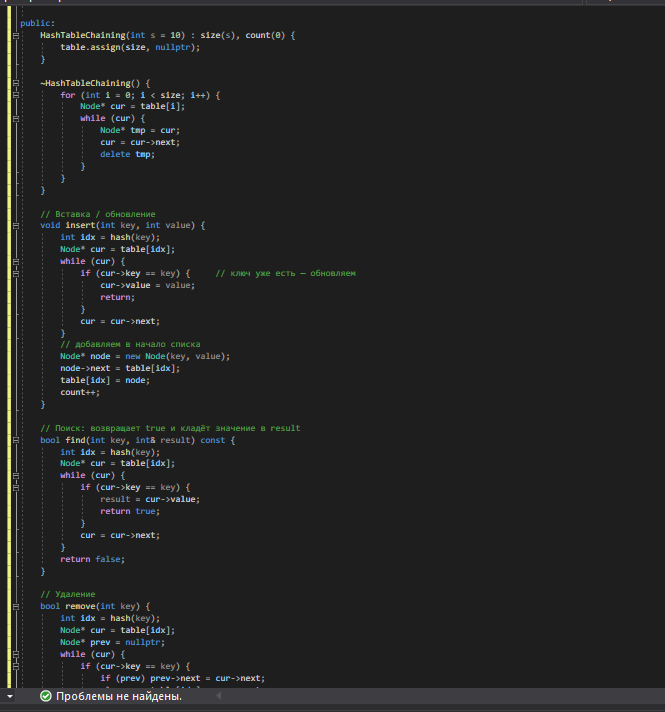 public:
HashTableChaining(int s = 10) : size(s), count(0) {
table.assign(size, nullptr);
}
~HashTableChaining() {
for (int i = 0; i < size; i++) {
Node* cur = table[i];
while (cur) {
Node* tmp = cur;
cur = cur->next;
delete tmp;
}
}
}
// Вставка / обновление
void insert(int key, int value) {
int idx = hash(key);
Node* cur = table[idx];
while (cur) {
if (cur->key == key) { // ключ уже есть — обновляем
cur->value = value;
return;
}
cur = cur->next;
}
// добавляем в начало списка
Node* node = new Node(key, value);
node->next = table[idx];
table[idx] = node;
count++;
}
// Поиск: возвращает true и кладёт значение в result
bool find(int key, int& result) const {
int idx = hash(key);
Node* cur = table[idx];
while (cur) {
if (cur->key == key) {
result = cur->value;
return true;
}
cur = cur->next;
}
return false;
}
// Удаление
bool remove(int key) {
int idx = hash(key);
Node* cur = table[idx];
Node* prev = nullptr;
while (cur) {
if (cur->key == key) {
if (prev) prev->next = cur->next;
Проблемы не найдены.